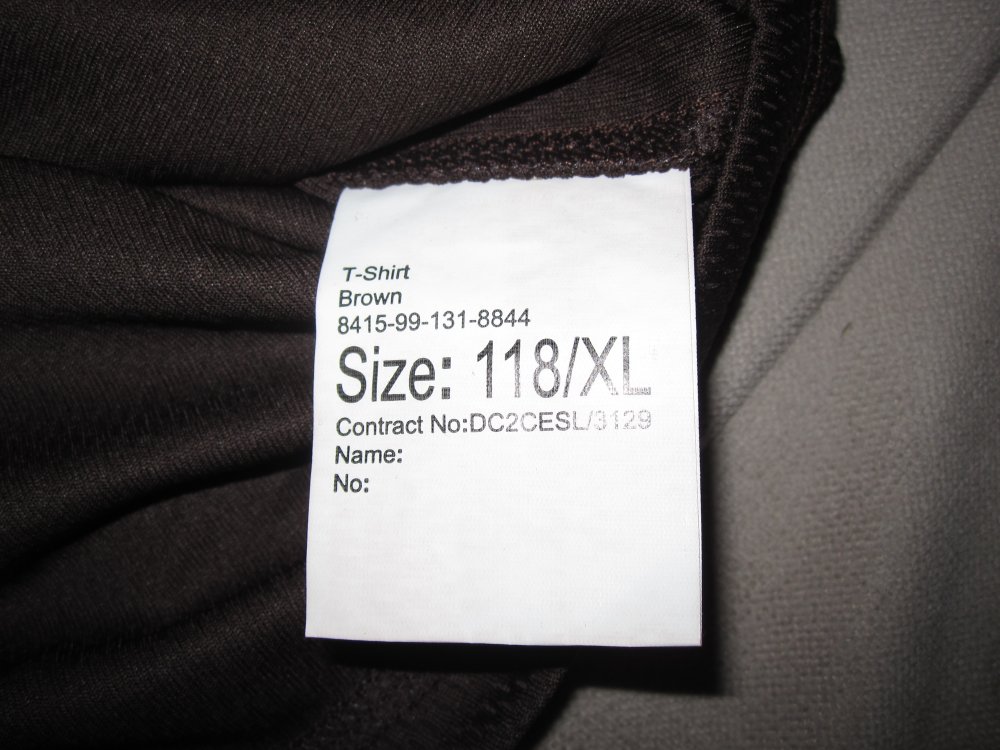 T-Shirt
Brown
8415-99-131-8844
Size: 118/XL
Contract No:DC2CESL/3129
Name:
No: